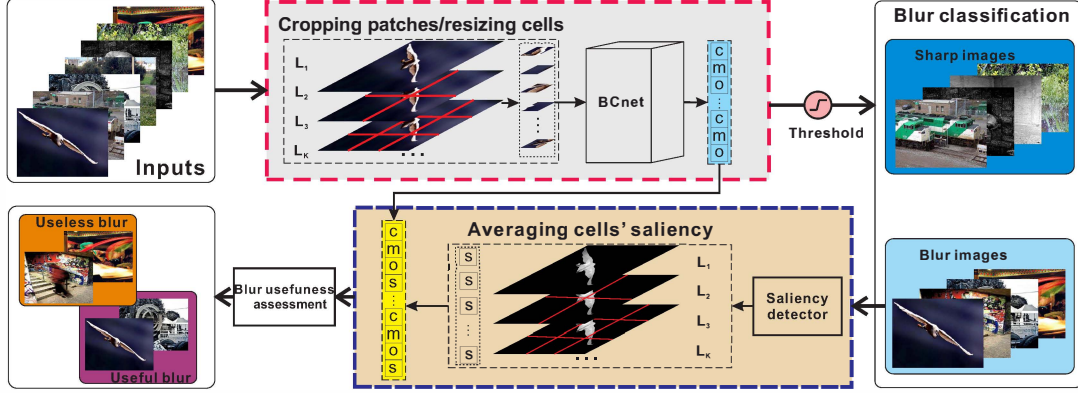 Inputs
Cropping patches/resizing cells
L1
L2
L3
LK
...
BCnet
c
m
o
...
c
m
o
Threshold
Blur classification
Sharp images
Blur images
Saliency
detector
Averaging cells' saliency
L1
L2
L3
LK
...
s
s
s
...
s
c
m
o
s
...
c
m
o
s
Blur usefuness
assessment
Useless blur
Useful blur